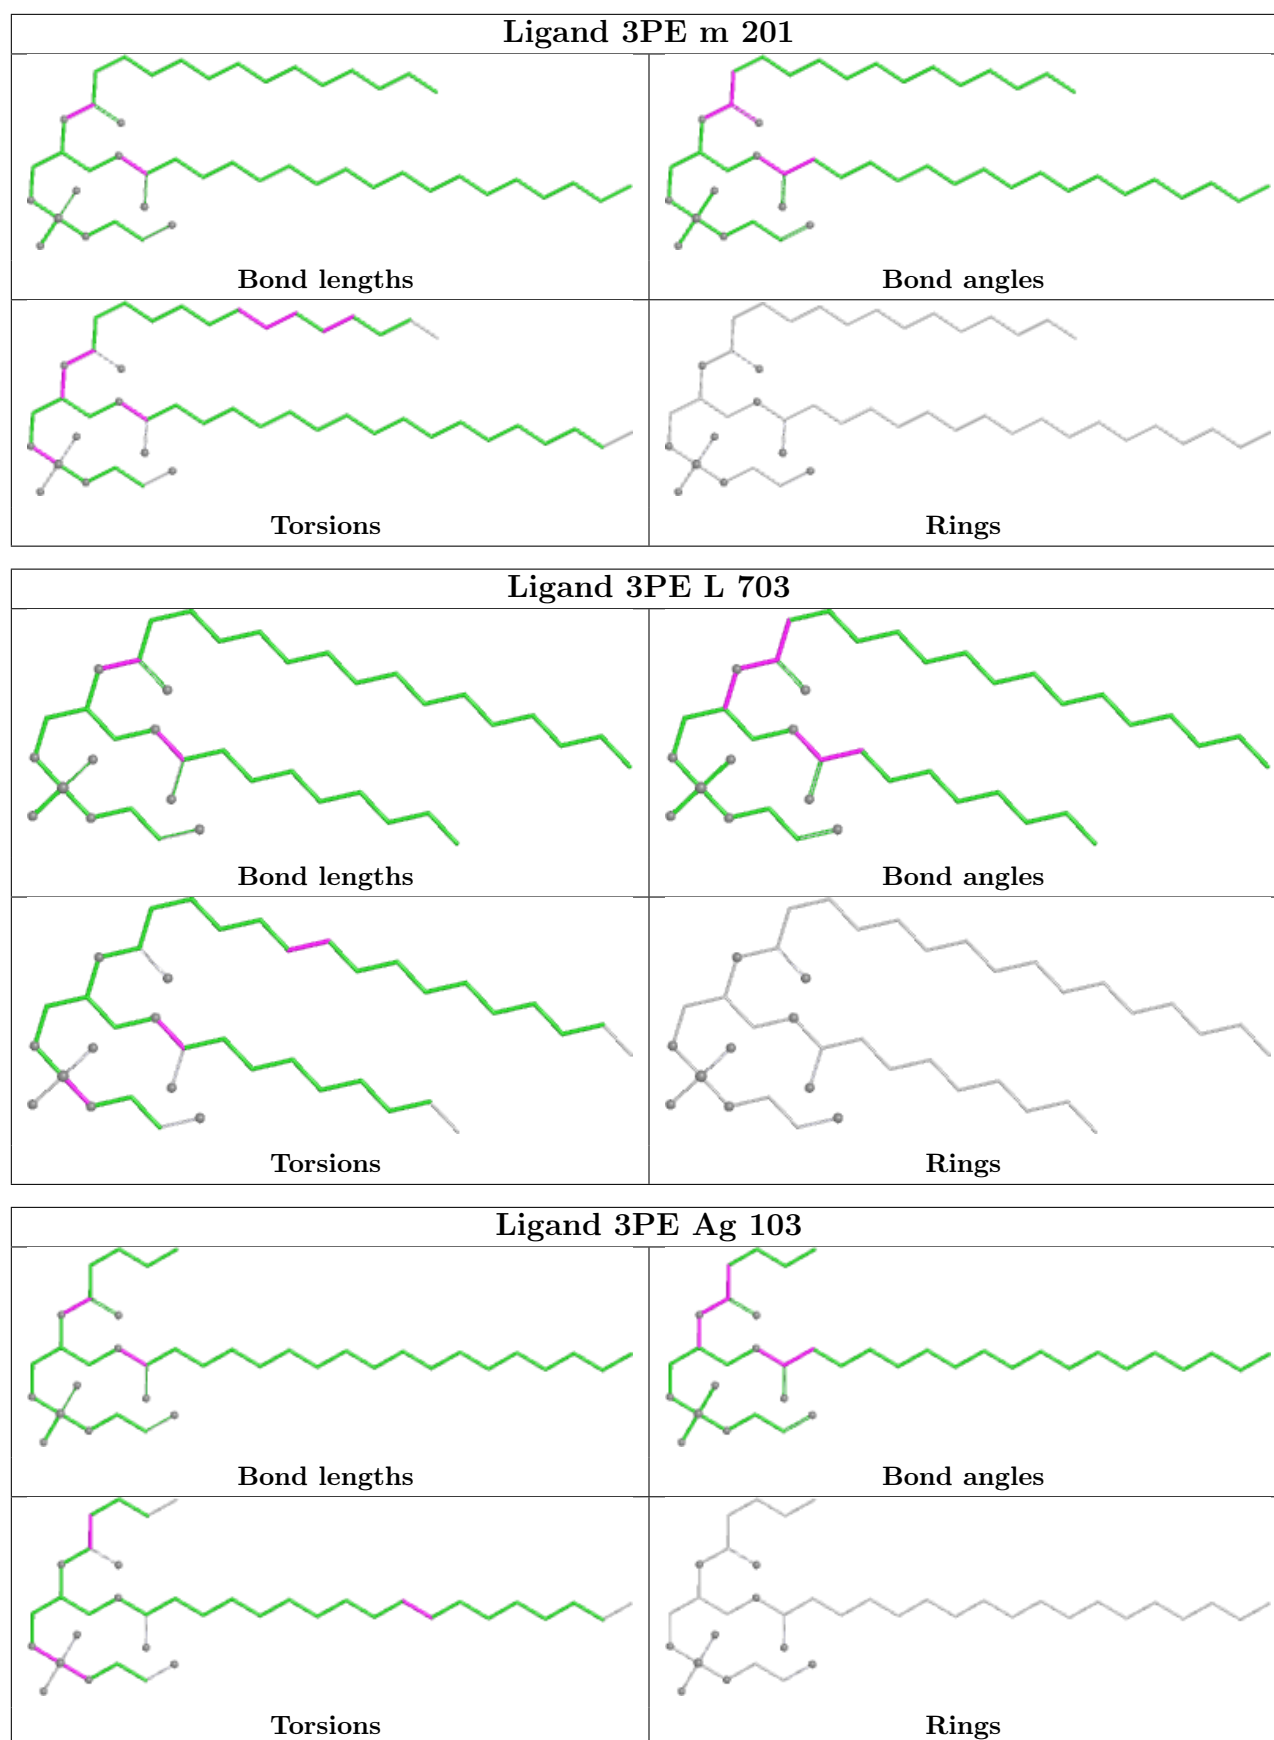 Ligand 3PE m 201
Bond lengths
Bond angles
Torsions
Rings
Ligand 3PE L 703
Bond lengths
Bond angles
Torsions
Rings
Ligand 3PE Ag 103
Bond lengths
Bond angles
Torsions
Rings